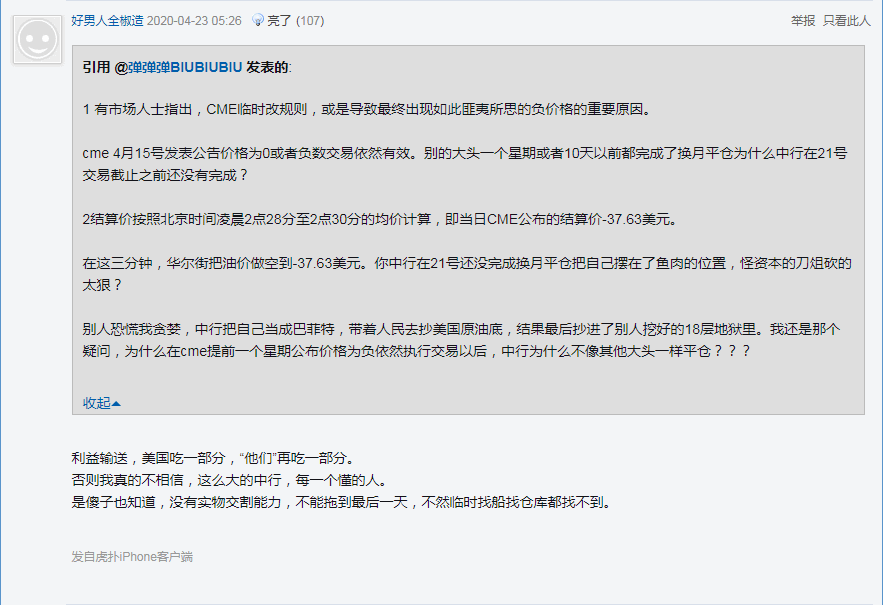 好男人全椒造 2020-04-23 05:26 亮了 (107) 举报 只看此人
引用 @弹弹弹BIUBIUBIU 发表的:
1 有市场人士指出，CME临时改规则，或是导致最终出现如此匪夷所思的负价格的重要原因。
cme 4月15号发表公告价格为0或者负数交易依然有效。别的大头一个星期或者10天以前都完成了换月平仓为什么中行在21号
交易截止之前还没有完成？
2结算价按照北京时间凌晨2点28分至2点30分的均价计算，即当日CME公布的结算价-37.63美元。
在这三分钟，华尔街把油价做空到-37.63美元。你中行在21号还没完成换月平仓把自己摆在了鱼肉的位置，怪资本的刀俎砍的
太狠？
别人恐慌我贪婪，中行把自己当成巴菲特，带着人民去抄美国原油底，结果最后抄进了别人挖好的18层地狱里。我还是那个
疑问，为什么在cme提前一个星期公布价格为负依然执行交易以后，中行为什么不像其他大头一样平仓？？？
收起
利益输送，美国吃一部分，“他们”再吃一部分。
否则我真的不相信，这么大的中行，每一个懂的人。
是傻子也知道，没有实物交割能力，不能拖到最后一天，不然临时找船找仓库都找不到。
发自虎扑iPhone客户端